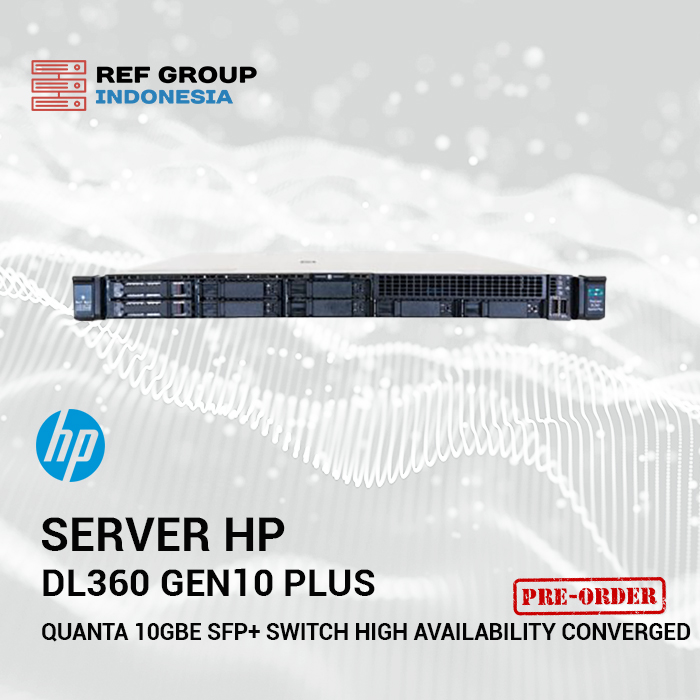 REF GROUP
INDONESIA
hp
SERVER HP
DL360 GEN10 PLUS
PRE-ORDER
QUANTA 10GBE SFP+ SWITCH HIGH AVAILABILITY CONVERGED